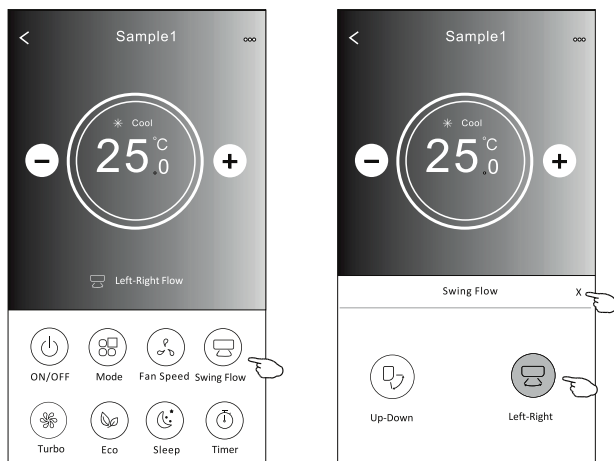 Sample1
Cool
25.0°C
Left-Right Flow
ON/OFF Mode Fan Speed Swing Flow
Turbo Eco Sleep Timer
Sample1
Cool
25.0°C
Swing Flow X
Up-Down Left-Right